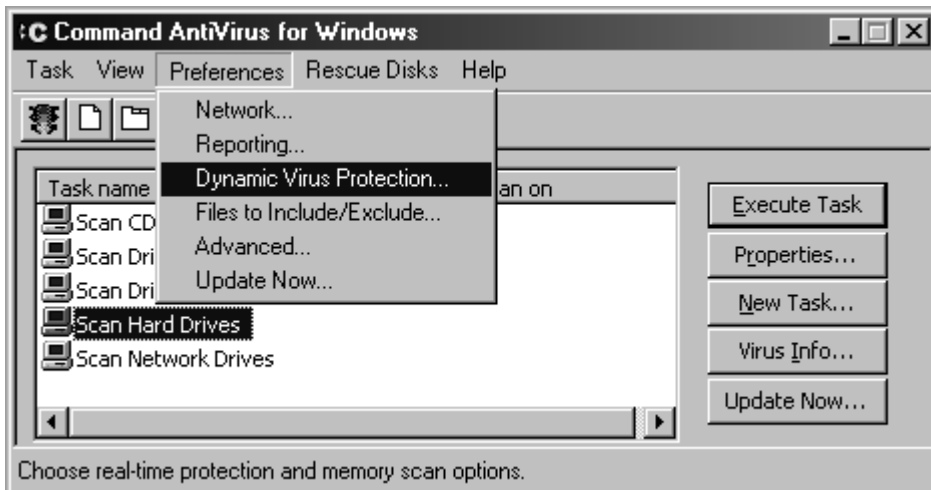 Command AntiVirus for Windows
Task View Preferences Rescue Disks Help
Network...
Reporting...
Dynamic Virus Protection...
Files to Include/Exclude...
Advanced...
Update Now...
Task name an on
Scan CD
Scan Dri
Scan Dri
Scan Hard Drives
Scan Network Drives
Execute Task
Properties...
New Task...
Virus Info...
Update Now...
Choose real-time protection and memory scan options.